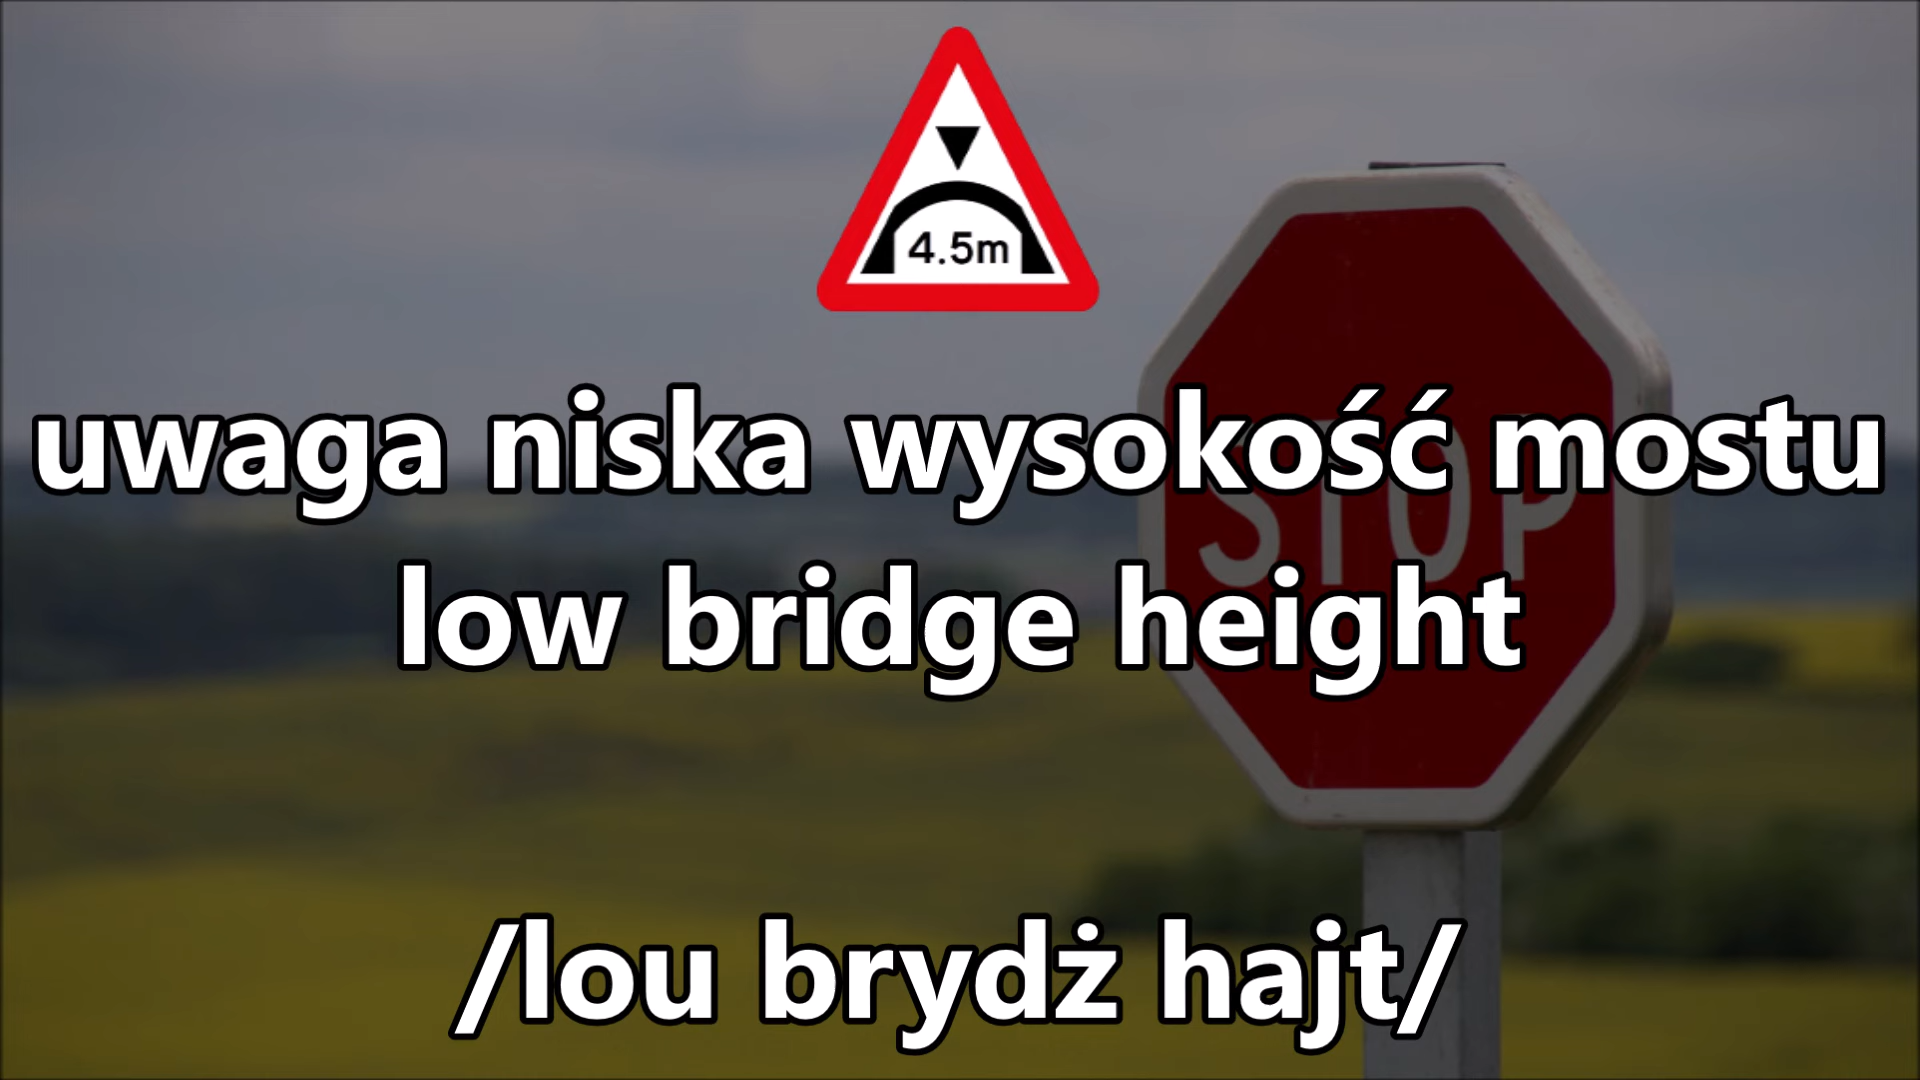 4.5m
uwaga niska wysokość mostu
STOP
low bridge height
/lou brydż hajt/